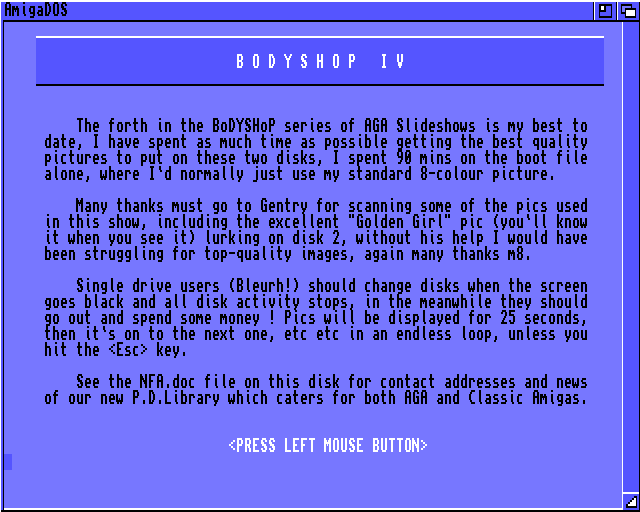 AmigaDOS
BODYSHOP IV
The forth in the BoDYSHoP series of AGA Slideshows is my best to
date, I have spent as much time as possible getting the best quality
pictures to put on these two disks, I spent 90 mins on the boot file
alone, where I'd normally just use my standard 8-colour picture.
Many thanks must go to Gentry for scanning some of the pics used
in this show, including the excellent "Golden Girl" pic (you'll know
it when you see it) lurking on disk 2, without his help I would have
been struggling for top-quality images, again many thanks m8.
Single drive users (Bleurh!) should change disks when the screen
goes black and all disk activity stops, in the meanwhile they should
go out and spend some money ! Pics will be displayed for 25 seconds,
then it's on to the next one, etc etc in an endless loop, unless you
hit the <Esc> key.
See the NFA.doc file on this disk for contact addresses and news
of our new P.D.Library which caters for both AGA and Classic Amigas.
<PRESS LEFT MOUSE BUTTON>